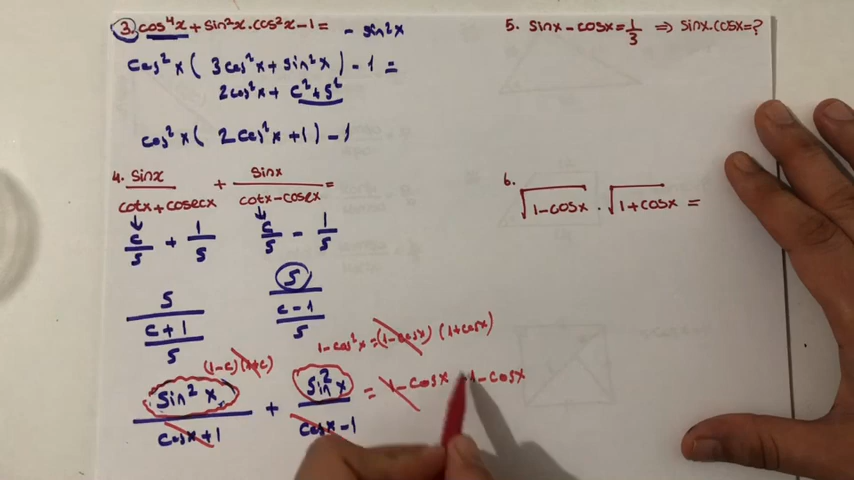 3. cos⁴x + sin²x.cos²x - 1 = - sin²x
cos²x ( 3cos²x + sin²x ) - 1 =
2cos²x + c² + s²
cos²x ( 2cos²x + 1 ) - 1
4. sinx / cotx + cosecx + sinx / cotx - cosecx =
c/s + 1/s   c/s - 1/s
s / (c+1 / s)   s / (c-1 / s)
1 - cos²x = (1 - cosx) (1 + cosx)
(1-c) (1+c)
sin²x / cosx + 1 + sin²x / cosx - 1 = 1 - cosx - 1 - cosx
5. sinx - cosx = 1/3 ⇒ sinx.cosx = ?
6.
√1 - cosx . √1 + cosx =